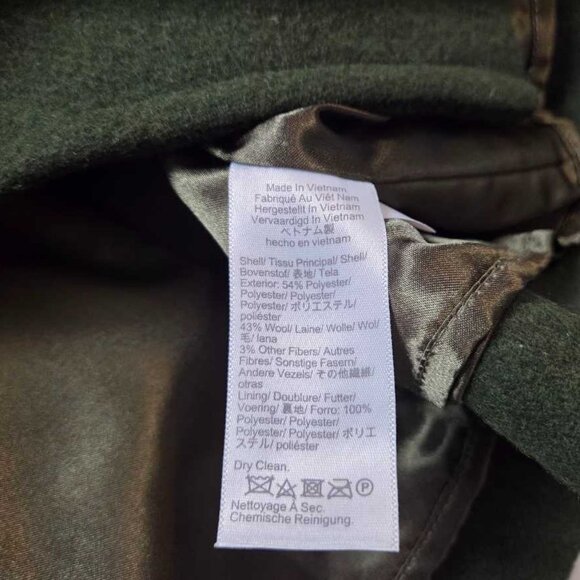 Made In Vietnam
Fabriqué Au Viêt Nam
Hergestellt In Vietnam
Vervaardigd In Vietnam
ベトナム製
hecho en vietnam
Shell/ Tissu Principal/ Shell/
Bovenstof/ 表地/ Tela
Exterior: 54% Polyester/
Polyester/ Polyester/
Polyester/ ポリエステル/
poliéster
43% Wool/ Laine/ Wolle/ Wol/
毛/ lana
3% Other Fibers/ Autres
Fibres/ Sonstige Fasern/
Andere Vezels/ その他繊維/
otras
Lining/ Doublure/ Futter/
Voering/ 裏地/ Forro: 100%
Polyester/ Polyester/
Polyester/ Polyester/ ポリエ
ステル/ poliéster
Dry Clean.
P
Nettoyage A Sec.
Chemische Reinigung.